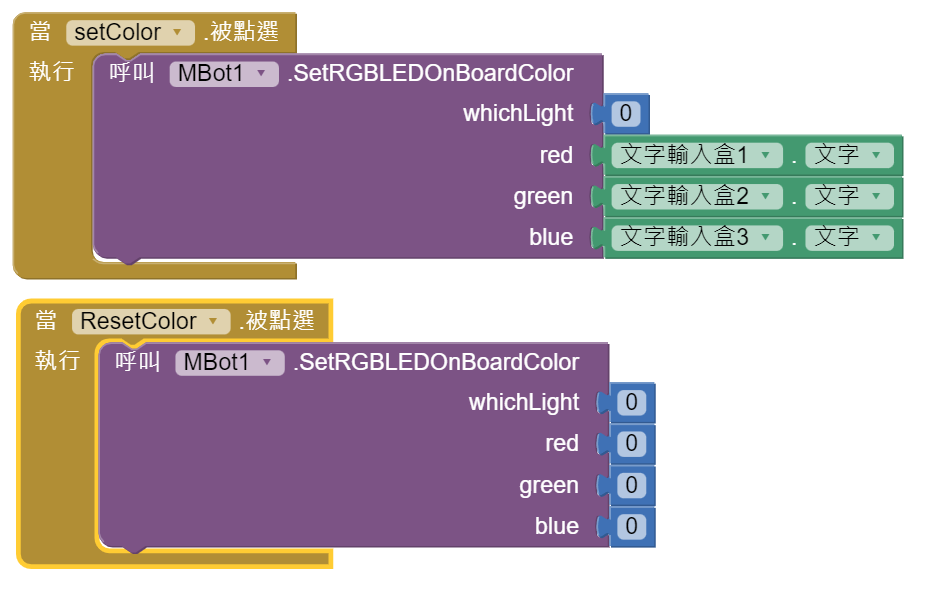 當 setColor .被點選
執行 呼叫 MBot1 .SetRGBLEDOnBoardColor
whichLight 0
red 文字輸入盒1 . 文字
green 文字輸入盒2 . 文字
blue 文字輸入盒3 . 文字
當 ResetColor .被點選
執行 呼叫 MBot1 .SetRGBLEDOnBoardColor
whichLight 0
red 0
green 0
blue 0